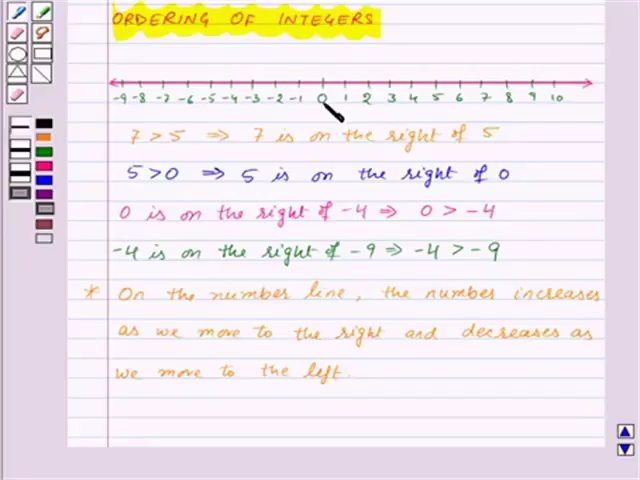 ORDERING OF INTEGERS
-9 -8 -7 -6 -5 -4 -3 -2 -1 0 1 2 3 4 5 6 7 8 9 10
7 > 5 ⇒ 7 is on the right of 5
5 > 0 ⇒ 5 is on the right of 0
0 is on the right of -4 ⇒ 0 > -4
-4 is on the right of -9 ⇒ -4 > -9
* On the number line, the number increases
as we move to the right and decreases as
we move to the left.